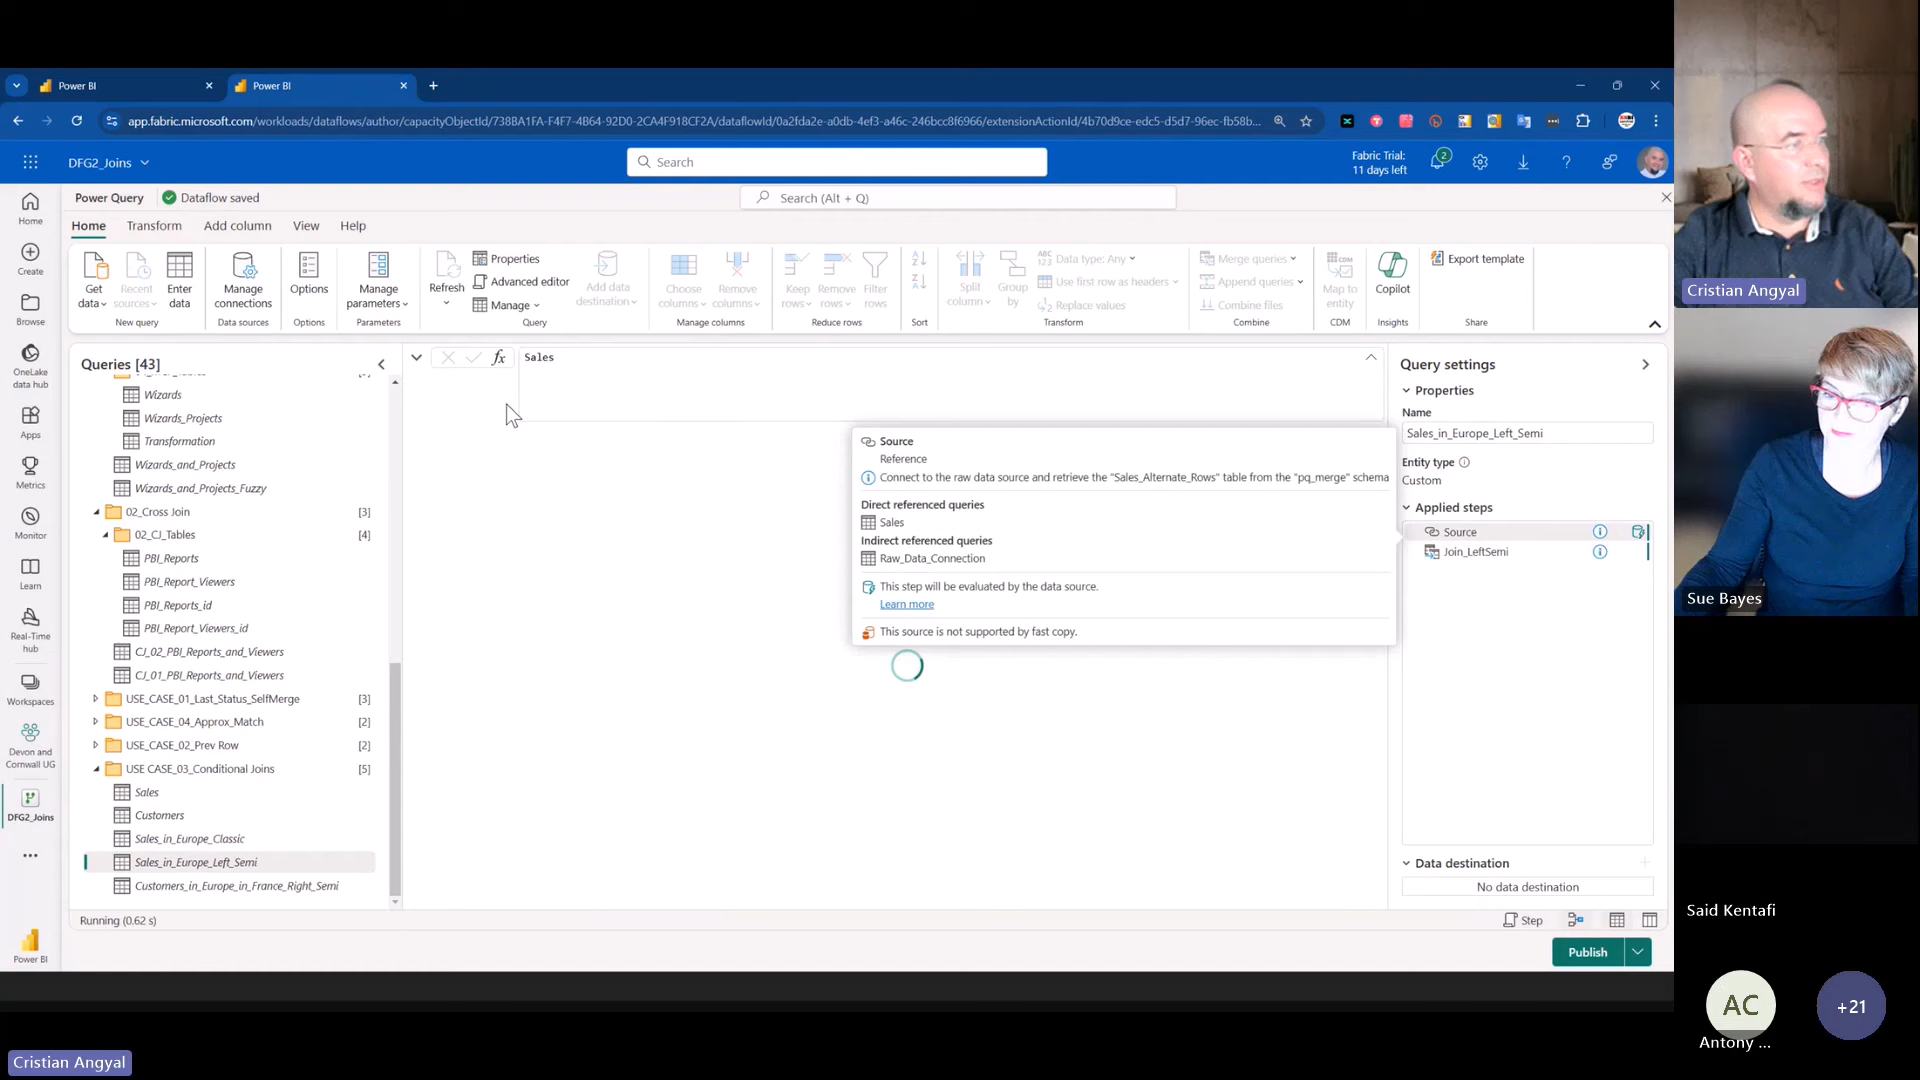 Power BI
Power BI
app.fabric.microsoft.com/workloads/dataflows/author/capacityObjectId/738BA1FA-F4F7-4B64-92D0-2CA4F918CF2A/dataflowId/0a2fda2e-a0db-4ef3-a46c-246bcc8f6966/extensionActionId/4b70d9ce-edc5-d5d7-96ec-fb58b...
DFG2_Joins
Search
Fabric Trial:
11 days left
2
Power Query
Dataflow saved
Search (Alt + Q)
Home
Transform
Add column
View
Help
Get data
Recent sources
Enter data
New query
Manage connections
Data sources
Options
Options
Manage parameters
Parameters
Refresh
Properties
Advanced editor
Manage
Query
Add data destination
Choose columns
Remove columns
Manage columns
Keep rows
Remove rows
Filter rows
Reduce rows
Sort
Split column
Group by
Data type: Any
Use first row as headers
Replace values
Transform
Merge queries
Append queries
Combine files
Combine
Map to entity
CDM
Copilot
Insights
Export template
Share
Home
Create
Browse
OneLake data hub
Apps
Metrics
Monitor
Learn
Real-Time hub
Workspaces
Devon and Cornwall UG
DFG2_Joins
Power BI
Queries [43]
Wizards
Wizards_Projects
Transformation
Wizards_and_Projects
Wizards_and_Projects_Fuzzy
02_Cross Join [3]
02_CJ_Tables [4]
PBI_Reports
PBI_Report_Viewers
PBI_Reports_id
PBI_Report_Viewers_id
CJ_02_PBI_Reports_and_Viewers
CJ_01_PBI_Reports_and_Viewers
USE_CASE_01_Last_Status_SelfMerge [3]
USE_CASE_04_Approx_Match [2]
USE_CASE_02_Prev Row [2]
USE CASE_03_Conditional Joins [5]
Sales
Customers
Sales_in_Europe_Classic
Sales_in_Europe_Left_Semi
Customers_in_Europe_in_France_Right_Semi
Running (0.62 s)
fx
Sales
Source
Reference
Connect to the raw data source and retrieve the "Sales_Alternate_Rows" table from the "pq_merge" schema
Direct referenced queries
Sales
Indirect referenced queries
Raw_Data_Connection
This step will be evaluated by the data source.
Learn more
This source is not supported by fast copy.
Query settings
Properties
Name
Sales_in_Europe_Left_Semi
Entity type
Custom
Applied steps
Source
Join_LeftSemi
Data destination
No data destination
Step
Publish
Cristian Angyal
Sue Bayes
Said Kentafi
AC
Antony ...
+21
Cristian Angyal